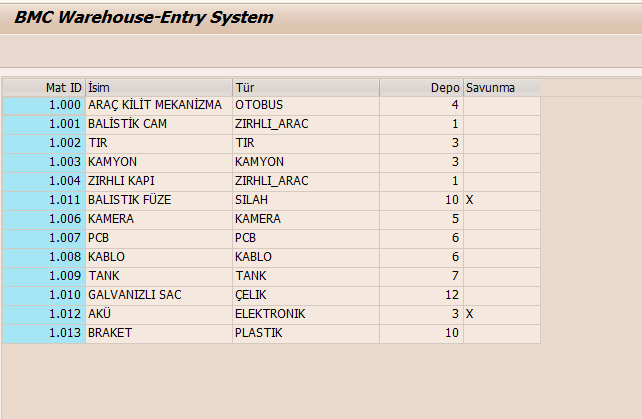 BMC Warehouse-Entry System
Mat ID İsim Tür Depo Savunma
1.000 ARAÇ KİLİT MEKANİZMA OTOBUS 4
1.001 BALİSTİK CAM ZIRHLI_ARAC 1
1.002 TIR TIR 3
1.003 KAMYON KAMYON 3
1.004 ZIRHLI KAPI ZIRHLI_ARAC 1
1.011 BALISTIK FÜZE SILAH 10 X
1.006 KAMERA KAMERA 5
1.007 PCB PCB 6
1.008 KABLO KABLO 6
1.009 TANK TANK 7
1.010 GALVANIZLI SAC ÇELIK 12
1.012 AKÜ ELEKTRONIK 3 X
1.013 BRAKET PLASTIK 10